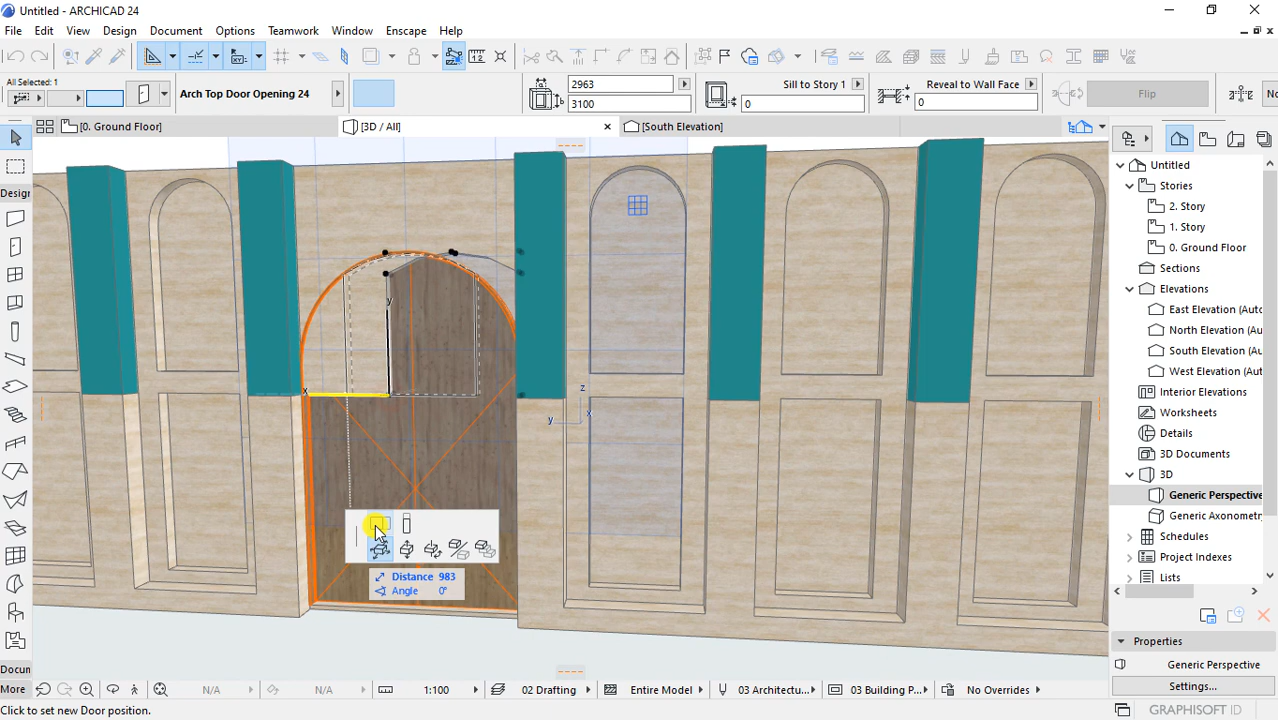 Untitled - ARCHICAD 24
File Edit View Design Document Options Teamwork Window Enscape Help
All Selected: 1
Arch Top Door Opening 24
2963
3100
Sill to Story 1
0
Reveal to Wall Face
0
Flip
No
[0. Ground Floor]
[3D / All]
[South Elevation]
Design
Docun
More
y
x
z
y
x
Distance 983
Angle 0°
Untitled
Stories
2. Story
1. Story
0. Ground Floor
Sections
Elevations
East Elevation (Au
North Elevation (A
South Elevation (A
West Elevation (Au
Interior Elevations
Worksheets
Details
3D Documents
3D
Generic Perspective
Generic Axonometry
Schedules
Project Indexes
Lists
Properties
Generic Perspective
Settings...
N/A
N/A
1:100
02 Drafting
Entire Model
03 Architectu...
03 Building P...
No Overrides
Click to set new Door position.
GRAPHISOFT ID